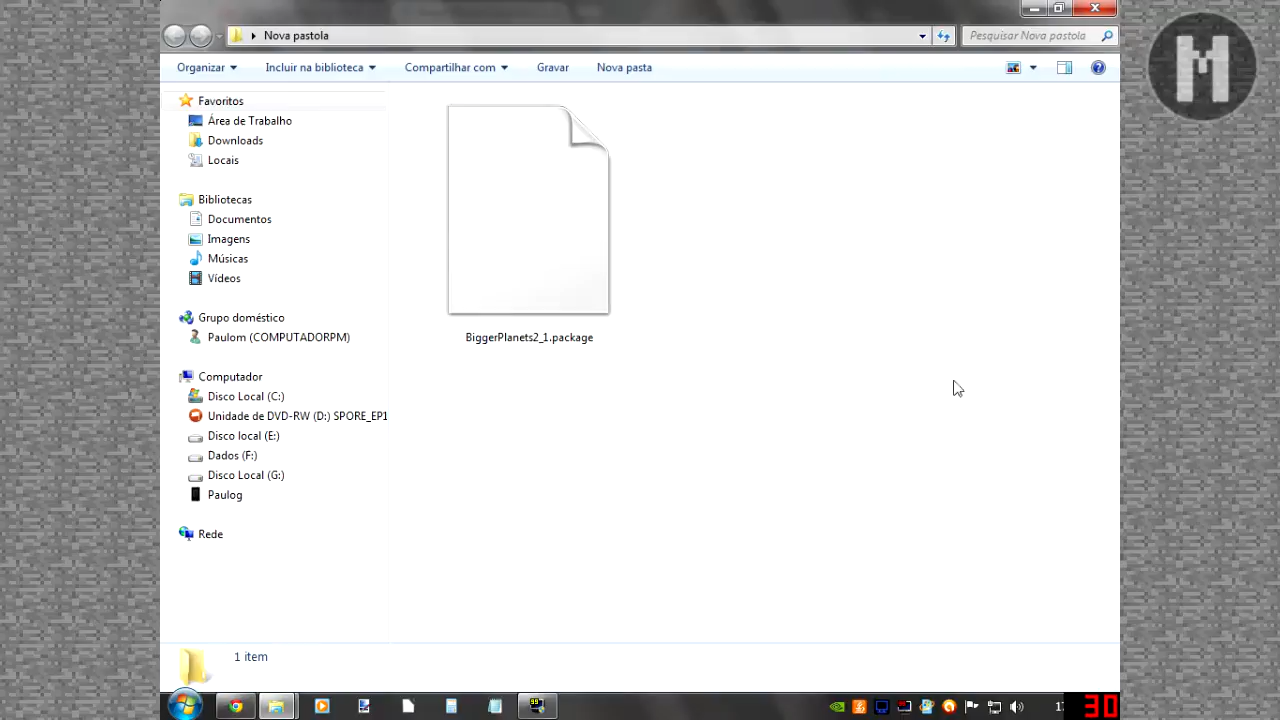 Nova pastola
Pesquisar Nova pastola
Organizar
Incluir na biblioteca
Compartilhar com
Gravar
Nova pasta
Favoritos
Área de Trabalho
Downloads
Locais
Bibliotecas
Documentos
Imagens
Músicas
Vídeos
Grupo doméstico
Paulom (COMPUTADORPM)
Computador
Disco Local (C:)
Unidade de DVD-RW (D:) SPORE_EP1
Disco local (E:)
Dados (F:)
Disco Local (G:)
Paulog
Rede
BiggerPlanets2_1.package
1 item
30
M